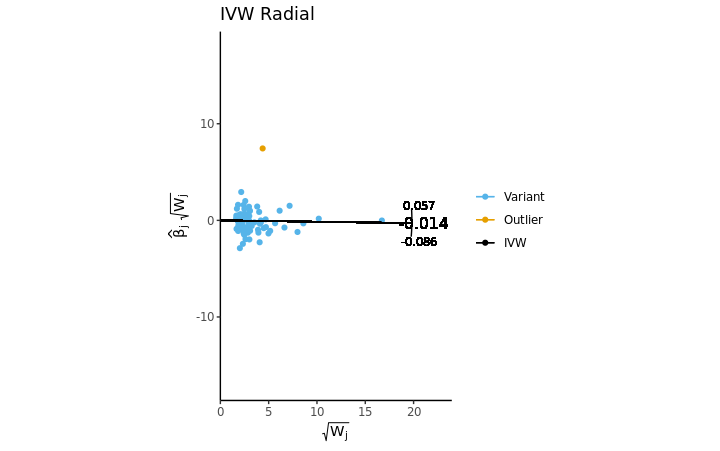 IVW Radial
β̂j √Wj
10
0
-10
0.057
-0.014
-0.086
0
5
10
15
20
√Wj
Variant
Outlier
IVW